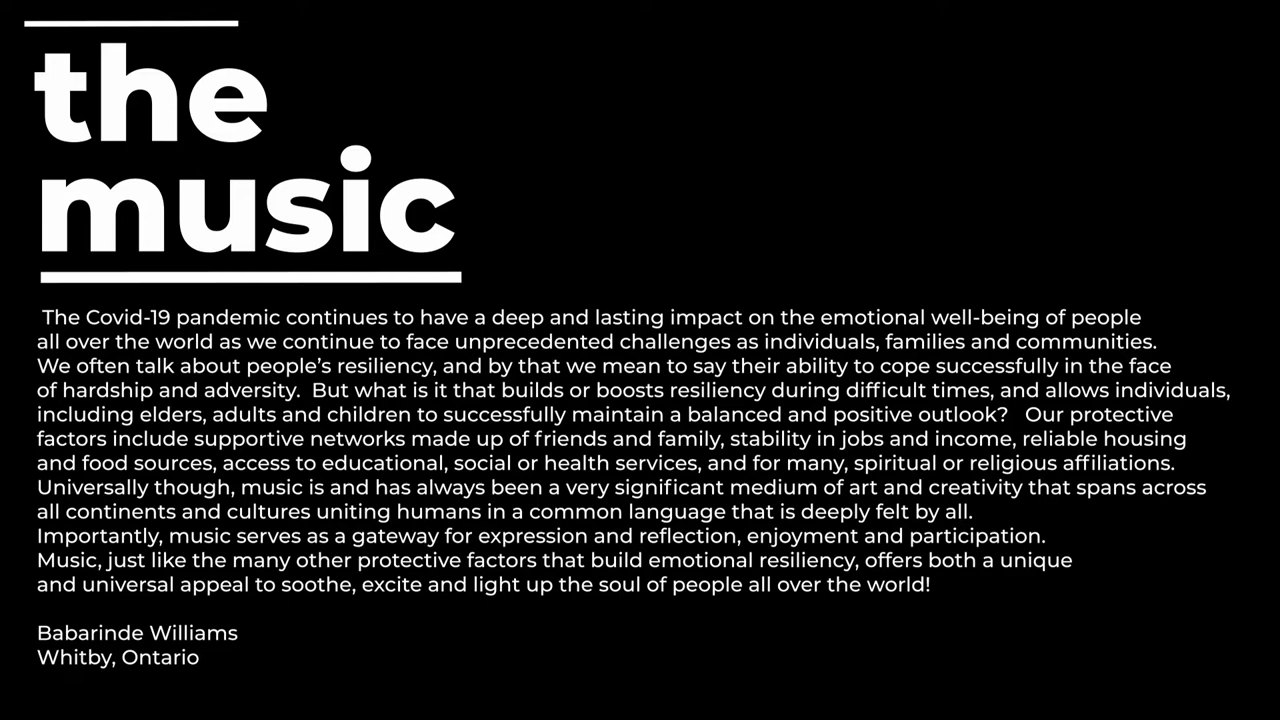 the
music
The Covid-19 pandemic continues to have a deep and lasting impact on the emotional well-being of people
all over the world as we continue to face unprecedented challenges as individuals, families and communities.
We often talk about people’s resiliency, and by that we mean to say their ability to cope successfully in the face
of hardship and adversity.  But what is it that builds or boosts resiliency during difficult times, and allows individuals,
including elders, adults and children to successfully maintain a balanced and positive outlook?   Our protective
factors include supportive networks made up of friends and family, stability in jobs and income, reliable housing
and food sources, access to educational, social or health services, and for many, spiritual or religious affiliations.
Universally though, music is and has always been a very significant medium of art and creativity that spans across
all continents and cultures uniting humans in a common language that is deeply felt by all.
Importantly, music serves as a gateway for expression and reflection, enjoyment and participation.
Music, just like the many other protective factors that build emotional resiliency, offers both a unique
and universal appeal to soothe, excite and light up the soul of people all over the world!
Babarinde Williams
Whitby, Ontario